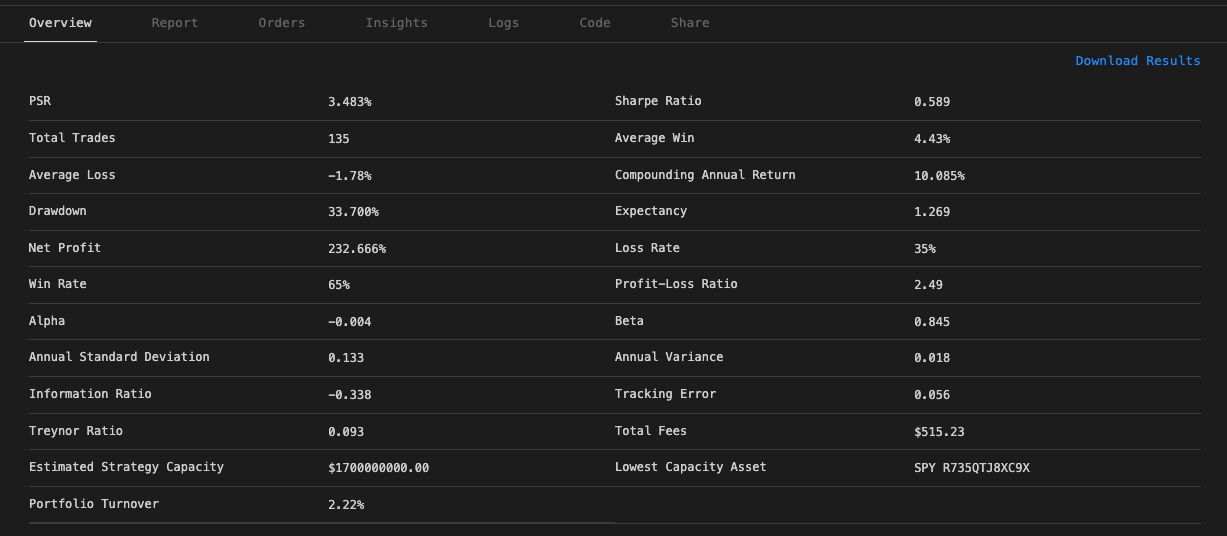 Overview Report Orders Insights Logs Code Share
Download Results
PSR 3.483% Sharpe Ratio 0.589
Total Trades 135 Average Win 4.43%
Average Loss -1.78% Compounding Annual Return 10.085%
Drawdown 33.700% Expectancy 1.269
Net Profit 232.666% Loss Rate 35%
Win Rate 65% Profit-Loss Ratio 2.49
Alpha -0.004 Beta 0.845
Annual Standard Deviation 0.133 Annual Variance 0.018
Information Ratio -0.338 Tracking Error 0.056
Treynor Ratio 0.093 Total Fees $515.23
Estimated Strategy Capacity $1700000000.00 Lowest Capacity Asset SPY R735QTJ8XC9X
Portfolio Turnover 2.22%